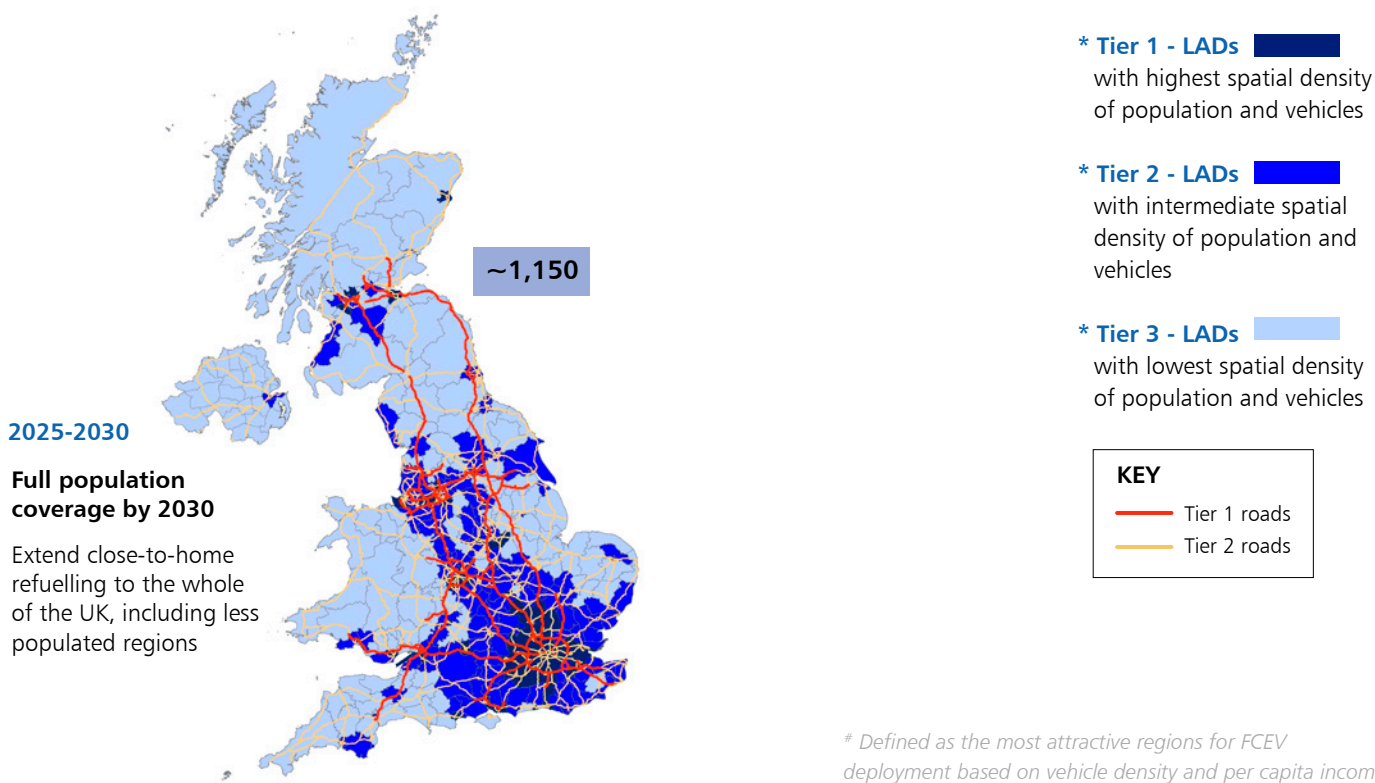 * Tier 1 - LADs
with highest spatial density
of population and vehicles
* Tier 2 - LADs
with intermediate spatial
density of population and
vehicles
* Tier 3 - LADs
with lowest spatial density
of population and vehicles
KEY
Tier 1 roads
Tier 2 roads
~1,150
2025-2030
Full population
coverage by 2030
Extend close-to-home
refuelling to the whole
of the UK, including less
populated regions
# Defined as the most attractive regions for FCEV
deployment based on vehicle density and per capita incom